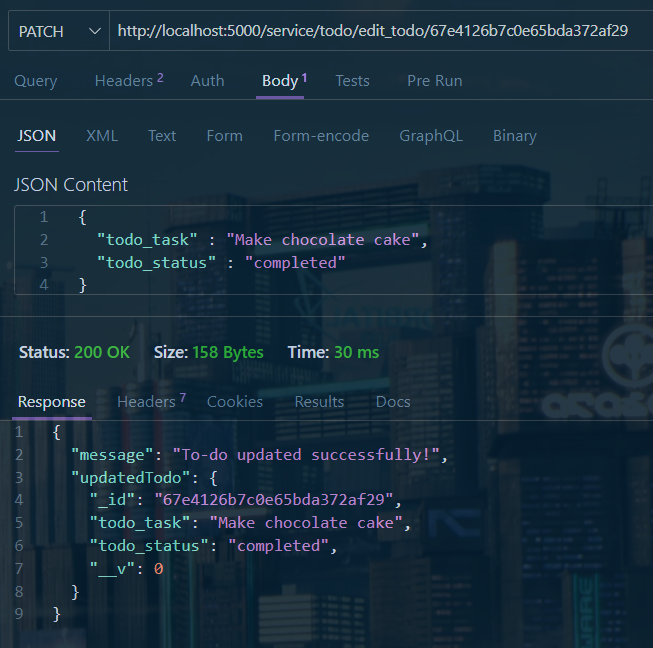 PATCH http://localhost:5000/service/todo/edit_todo/67e4126b7c0e65bda372af29
Query Headers 2 Auth Body 1 Tests Pre Run
JSON XML Text Form Form-encode GraphQL Binary
JSON Content
1 {
2 "todo_task" : "Make chocolate cake",
3 "todo_status" : "completed"
4 }
Status: 200 OK Size: 158 Bytes Time: 30 ms
Response Headers 7 Cookies Results Docs
1 {
2 "message": "To-do updated successfully!",
3 "updatedTodo": {
4 "_id": "67e4126b7c0e65bda372af29",
5 "todo_task": "Make chocolate cake",
6 "todo_status": "completed",
7 "__v": 0
8 }
9 }